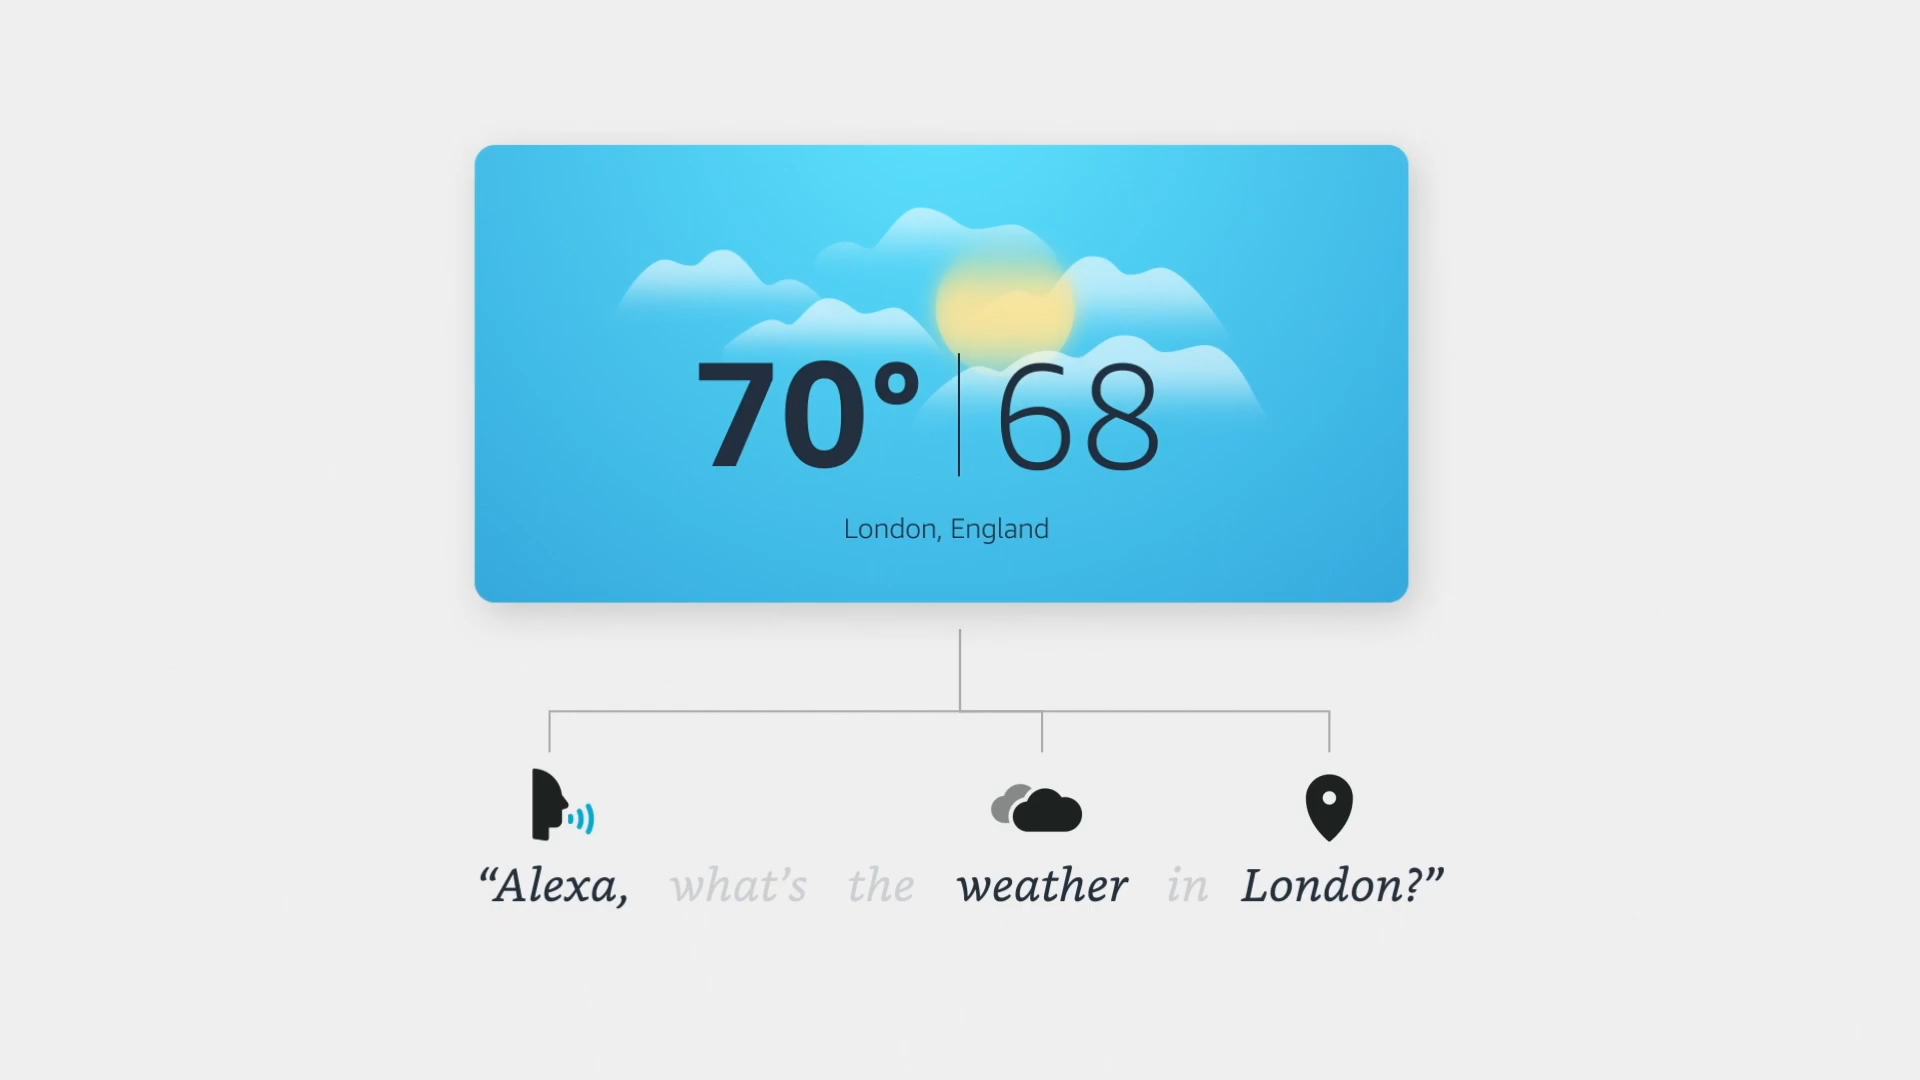 70° | 68
London, England
“Alexa, what’s the weather in London?”